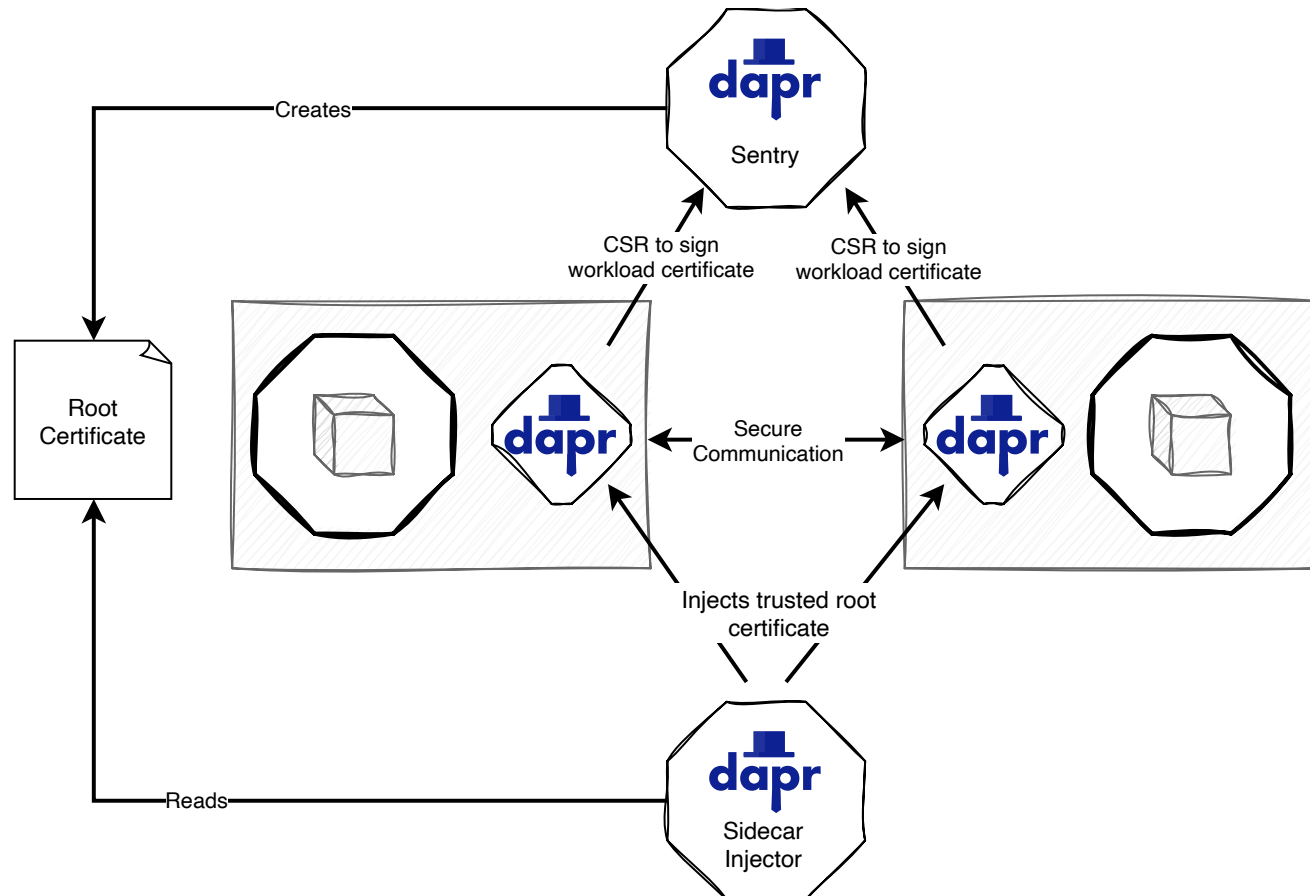 dapr
Sentry
Creates
CSR to sign
workload certificate
CSR to sign
workload certificate
Root
Certificate
dapr
Secure
Communication
dapr
Injects trusted root
certificate
dapr
Sidecar
Injector
Reads